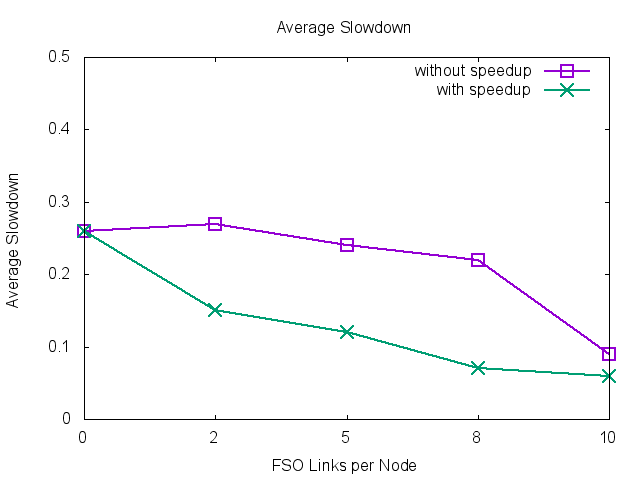 Average Slowdown
0.5
without speedup
with speedup
0.4
0.3
0.2
0.1
0
Average Slowdown
0 2 5 8 10
FSO Links per Node